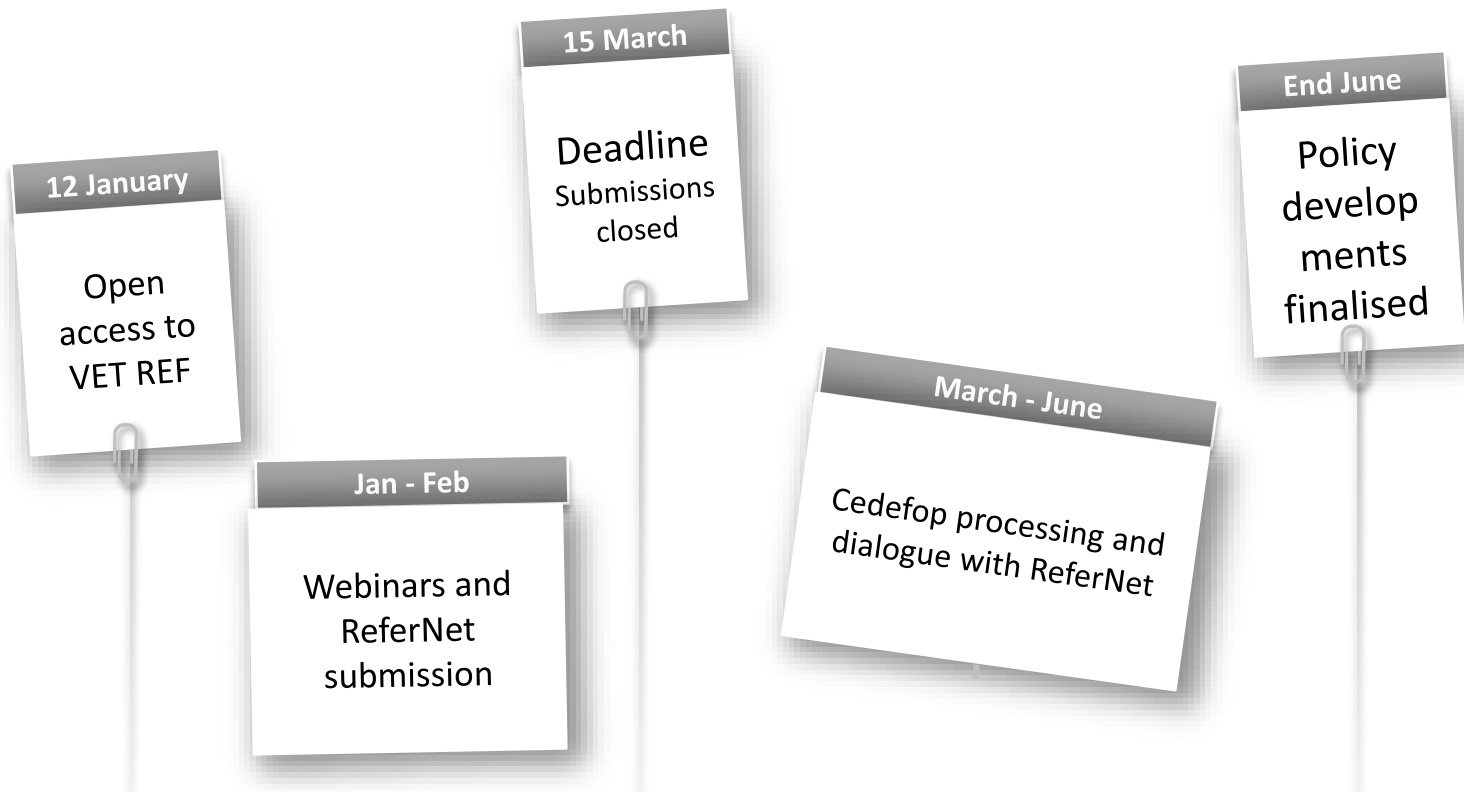 12 January
Open
access to
VET REF
Jan - Feb
Webinars and
ReferNet
submission
15 March
Deadline
Submissions
closed
March - June
Cedefop processing and
dialogue with ReferNet
End June
Policy
develop
ments
finalised